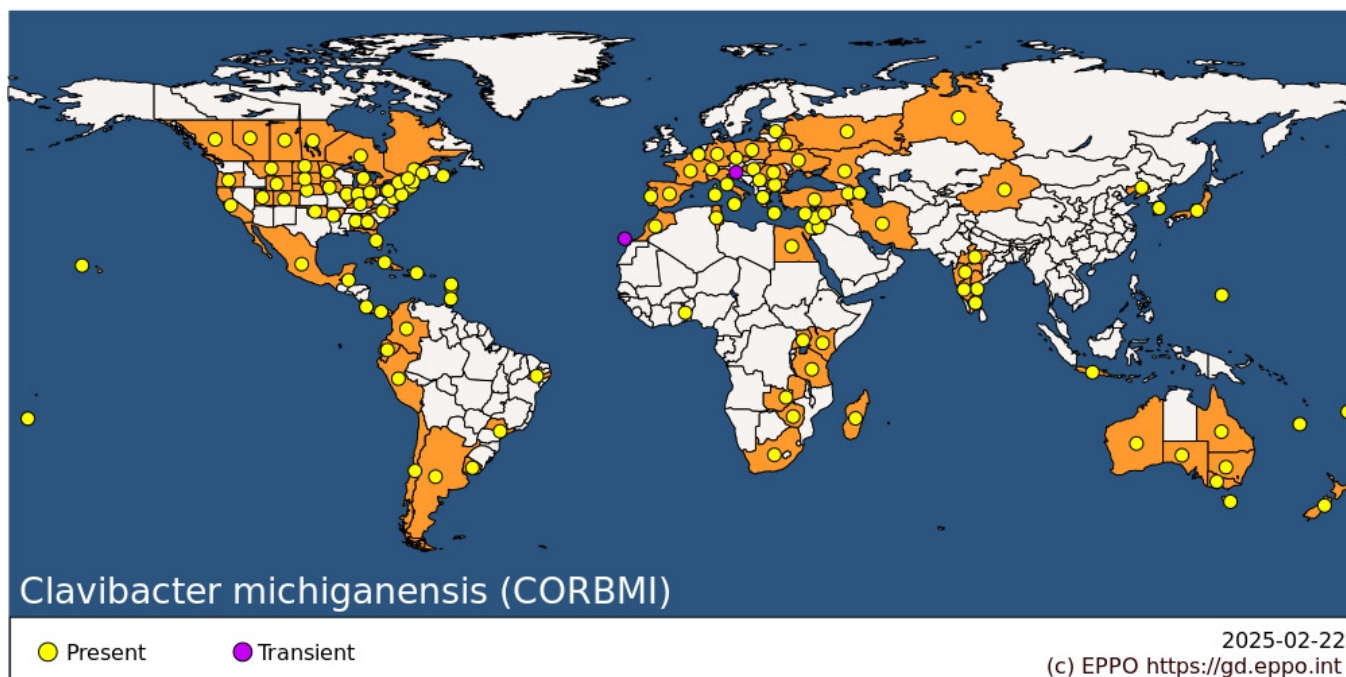 Clavibacter michiganensis (CORBMI)
Present
Transient
2025-02-22
(c) EPPO https://gd.eppo.int